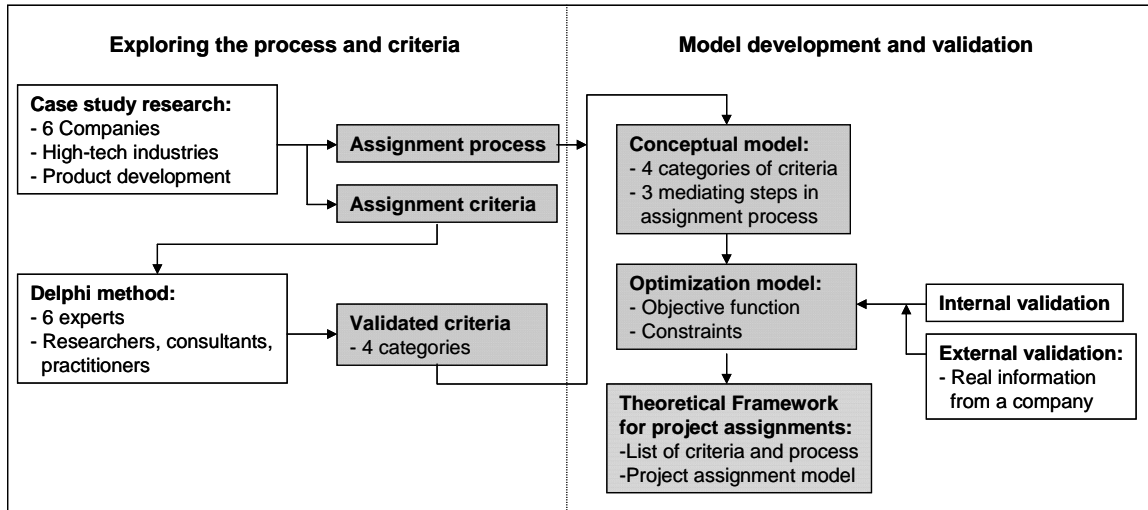 Exploring the process and criteria
Case study research:
- 6 Companies
- High-tech industries
- Product development
Assignment process
Assignment criteria
Delphi method:
- 6 experts
- Researchers, consultants,
practitioners
Validated criteria
- 4 categories
Model development and validation
Conceptual model:
- 4 categories of criteria
- 3 mediating steps in
assignment process
Optimization model:
- Objective function
- Constraints
Internal validation
External validation:
- Real information
from a company
Theoretical Framework
for project assignments:
-List of criteria and process
-Project assignment model